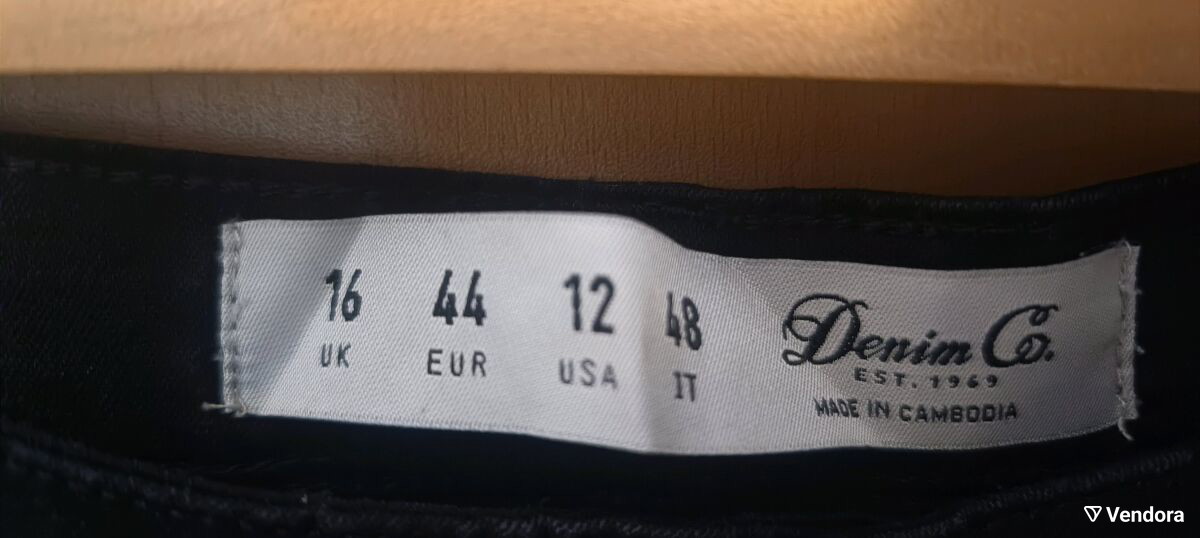 16 44 12 48
UK EUR USA IT
Denim Co.
EST. 1969
MADE IN CAMBODIA
Vendora